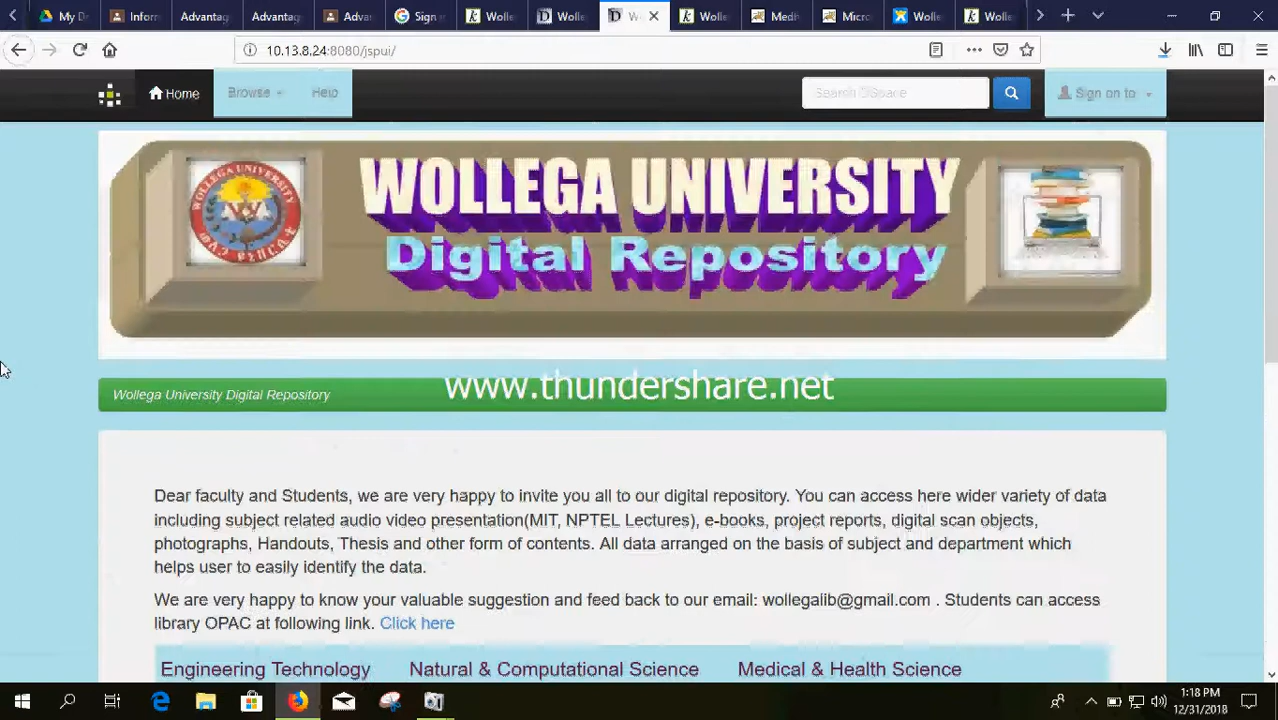 My D
Inform
Advantag
Advantag
Advar
Sign
Wolle
Wolle
W
Wolle
Medh
Micro
Wolle
Wolle
10.13.8.24:8080/jspui/
Home
Browse
Help
Search DSpace
Sign on to
WOLLEGA UNIVERSITY
Digital Repository
WOLLEGA UNIVERSITY
Wollega University Digital Repository
www.thundershare.net
Dear faculty and Students, we are very happy to invite you all to our digital repository. You can access here wider variety of data
including subject related audio video presentation(MIT, NPTEL Lectures), e-books, project reports, digital scan objects,
photographs, Handouts, Thesis and other form of contents. All data arranged on the basis of subject and department which
helps user to easily identify the data.
We are very happy to know your valuable suggestion and feed back to our email: wollegalib@gmail.com . Students can access
library OPAC at following link. Click here
Engineering Technology Natural & Computational Science Medical & Health Science
1:18 PM
12/31/2018